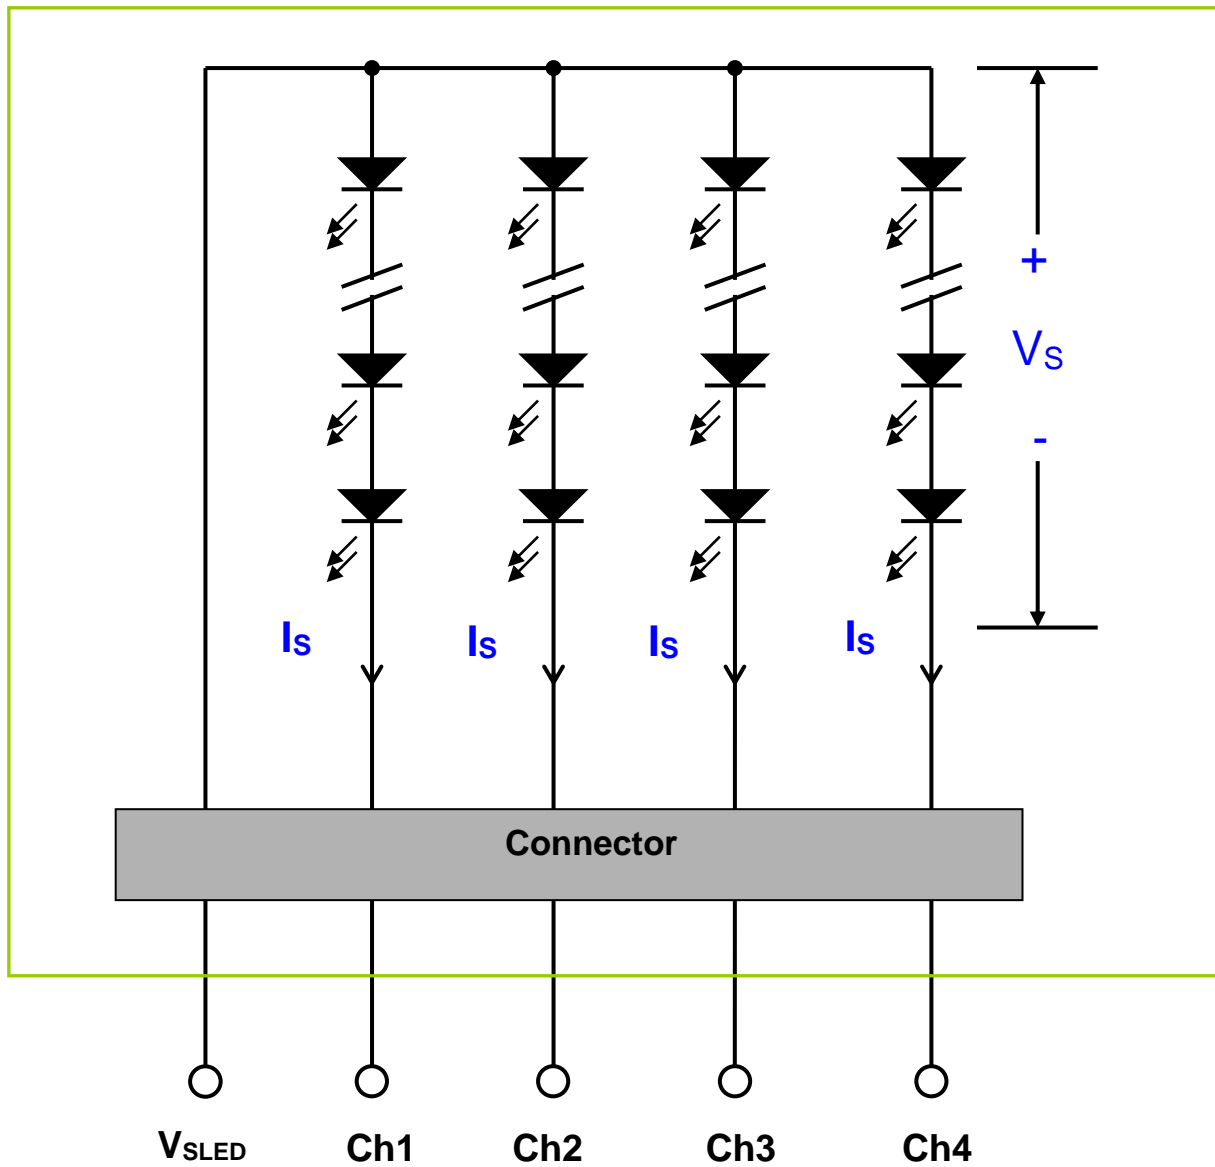 +
VS
-
IS IS IS IS
Connector
VSLED Ch1 Ch2 Ch3 Ch4